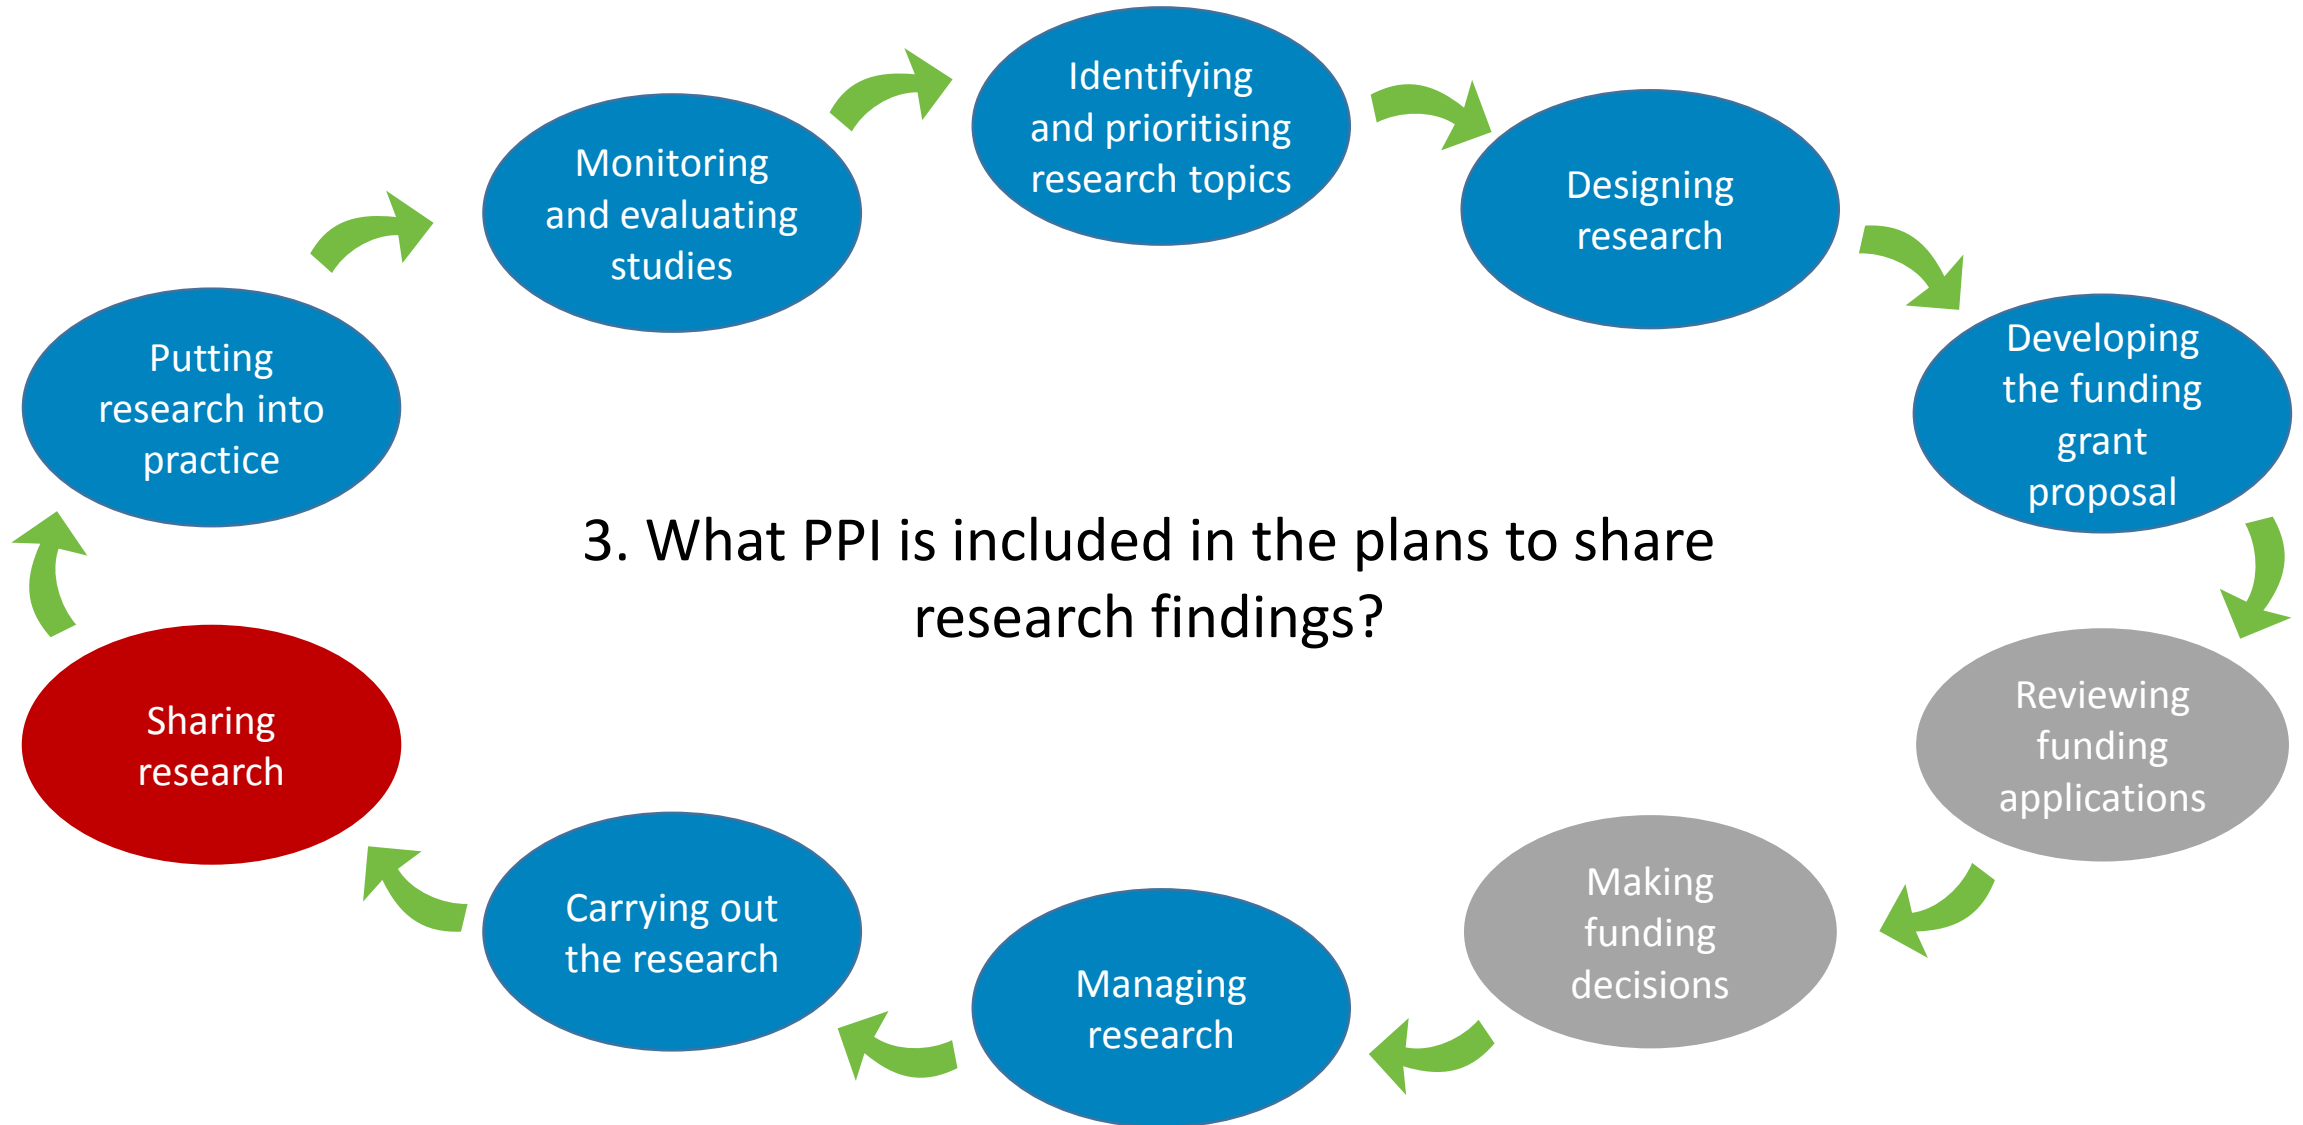 Identifying
and prioritising
research topics
Designing
research
Developing
the funding
grant
proposal
Reviewing
funding
applications
Making
funding
decisions
Managing
research
Carrying out
the research
Sharing
research
Putting
research into
practice
Monitoring
and evaluating
studies
3. What PPI is included in the plans to share
research findings?